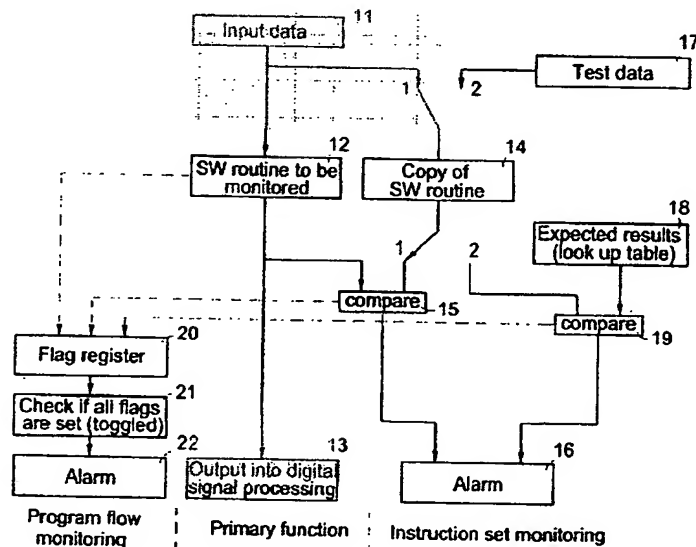 11
Input data
17
Test data
1
2
12
SW routine to be
monitored
14
Copy of
SW routine
18
Expected results
(look up table)
1
2
compare
15
compare
19
20
Flag register
21
Check if all flags
are set (toggled)
22
Alarm
13
Output into digital
signal processing
16
Alarm
Program flow
monitoring
Primary function
Instruction set monitoring